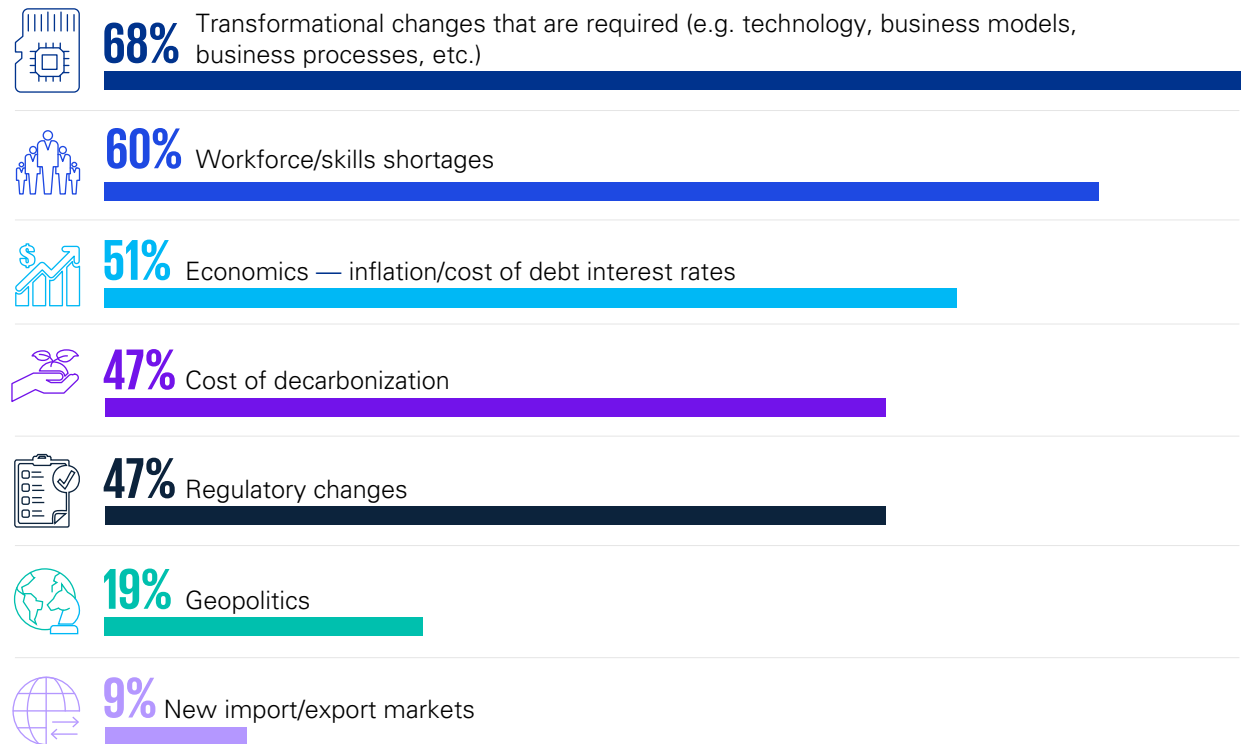 68% Transformational changes that are required (e.g. technology, business models,
business processes, etc.)
60% Workforce/skills shortages
$
51% Economics — inflation/cost of debt interest rates
47% Cost of decarbonization
47% Regulatory changes
19% Geopolitics
9% New import/export markets